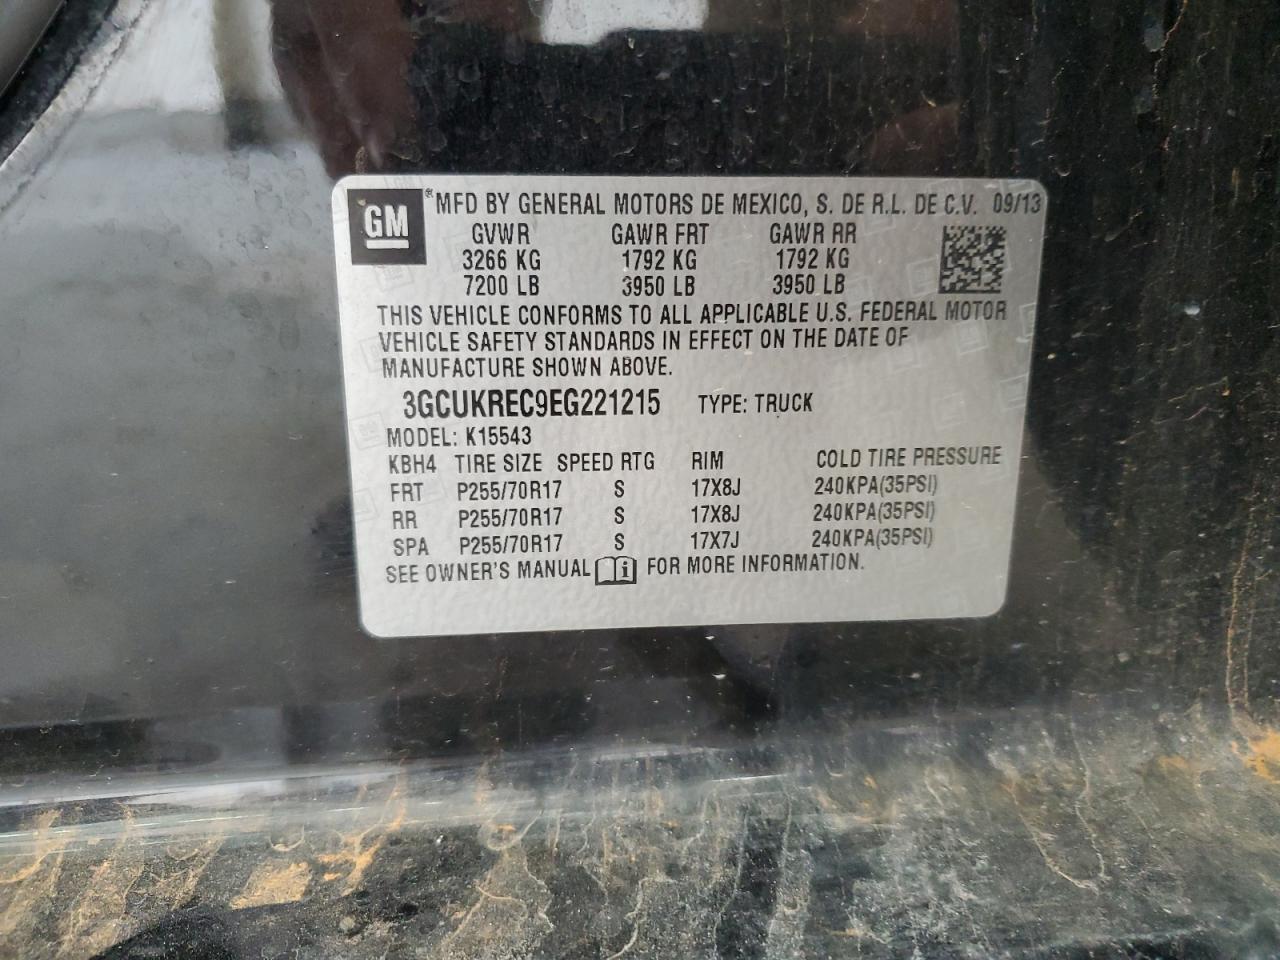 GM ® MFD BY GENERAL MOTORS DE MEXICO, S. DE R.L. DE C.V. 09/13
GVWR GAWR FRT GAWR RR
3266 KG 1792 KG 1792 KG
7200 LB 3950 LB 3950 LB
THIS VEHICLE CONFORMS TO ALL APPLICABLE U.S. FEDERAL MOTOR
VEHICLE SAFETY STANDARDS IN EFFECT ON THE DATE OF
MANUFACTURE SHOWN ABOVE.
3GCUKREC9EG221215 TYPE: TRUCK
MODEL: K15543
KBH4 TIRE SIZE SPEED RTG RIM COLD TIRE PRESSURE
FRT P255/70R17 S 17X8J 240KPA(35PSI)
RR P255/70R17 S 17X8J 240KPA(35PSI)
SPA P255/70R17 S 17X7J 240KPA(35PSI)
SEE OWNER'S MANUAL i FOR MORE INFORMATION.